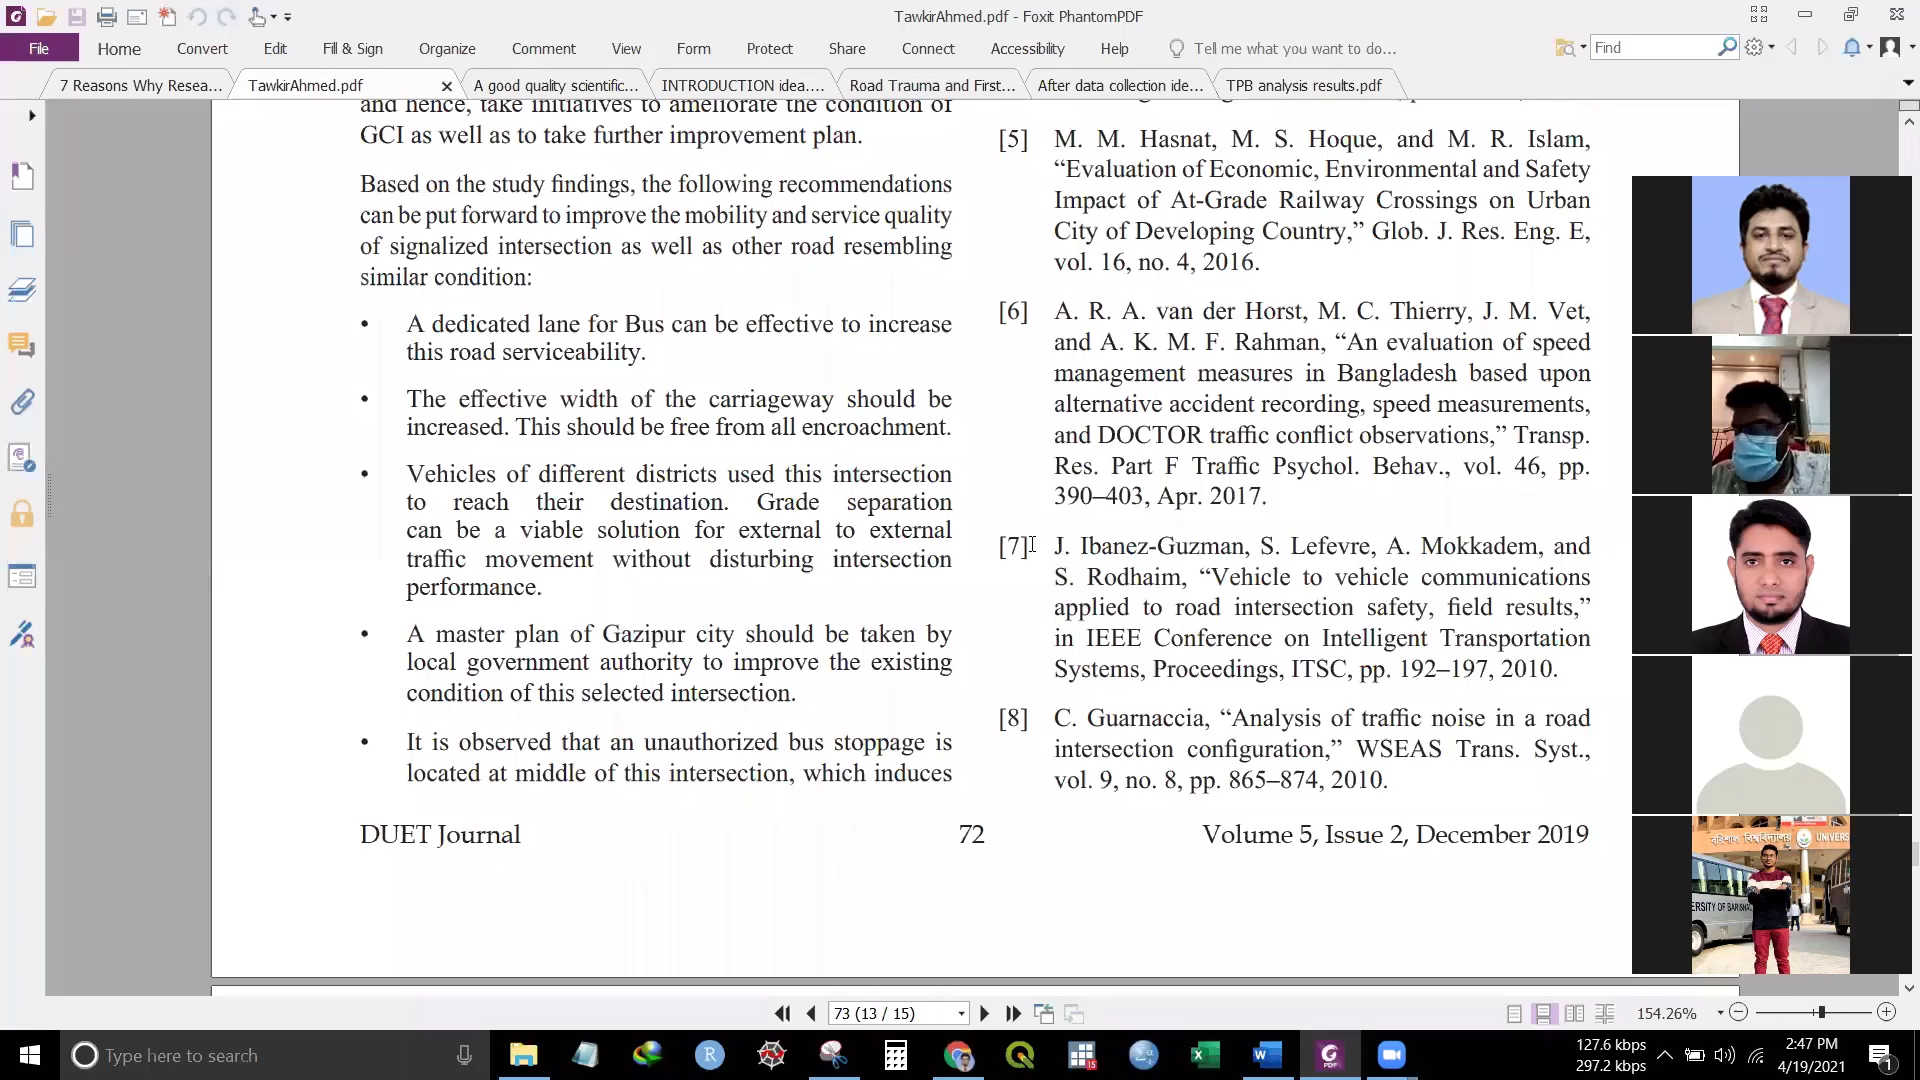 TawkirAhmed.pdf - Foxit PhantomPDF
File Home Convert Edit Fill & Sign Organize Comment View Form Protect Share Connect Accessibility Help Tell me what you want to do... Find
7 Reasons Why Resea... TawkirAhmed.pdf A good quality scientific... INTRODUCTION idea.... Road Trauma and First... After data collection ide... TPB analysis results.pdf
and hence, take initiatives to ameliorate the condition of
GCI as well as to take further improvement plan.
Based on the study findings, the following recommendations
can be put forward to improve the mobility and service quality
of signalized intersection as well as other road resembling
similar condition:
• A dedicated lane for Bus can be effective to increase
this road serviceability.
• The effective width of the carriageway should be
increased. This should be free from all encroachment.
• Vehicles of different districts used this intersection
to reach their destination. Grade separation
can be a viable solution for external to external
traffic movement without disturbing intersection
performance.
• A master plan of Gazipur city should be taken by
local government authority to improve the existing
condition of this selected intersection.
• It is observed that an unauthorized bus stoppage is
located at middle of this intersection, which induces
[5] M. M. Hasnat, M. S. Hoque, and M. R. Islam,
“Evaluation of Economic, Environmental and Safety
Impact of At-Grade Railway Crossings on Urban
City of Developing Country,” Glob. J. Res. Eng. E,
vol. 16, no. 4, 2016.
[6] A. R. A. van der Horst, M. C. Thierry, J. M. Vet,
and A. K. M. F. Rahman, “An evaluation of speed
management measures in Bangladesh based upon
alternative accident recording, speed measurements,
and DOCTOR traffic conflict observations,” Transp.
Res. Part F Traffic Psychol. Behav., vol. 46, pp.
390–403, Apr. 2017.
[7] J. Ibanez-Guzman, S. Lefevre, A. Mokkadem, and
S. Rodhaim, “Vehicle to vehicle communications
applied to road intersection safety, field results,”
in IEEE Conference on Intelligent Transportation
Systems, Proceedings, ITSC, pp. 192–197, 2010.
[8] C. Guarnaccia, “Analysis of traffic noise in a road
intersection configuration,” WSEAS Trans. Syst.,
vol. 9, no. 8, pp. 865–874, 2010.
DUET Journal 72 Volume 5, Issue 2, December 2019
বরিশাল বিশ্ববিদ্যালয় UNIVERS
ERSITY OF BARISHAL
73 (13 / 15) 154.26%
Type here to search
127.6 kbps
297.2 kbps
2:47 PM
4/19/2021
1